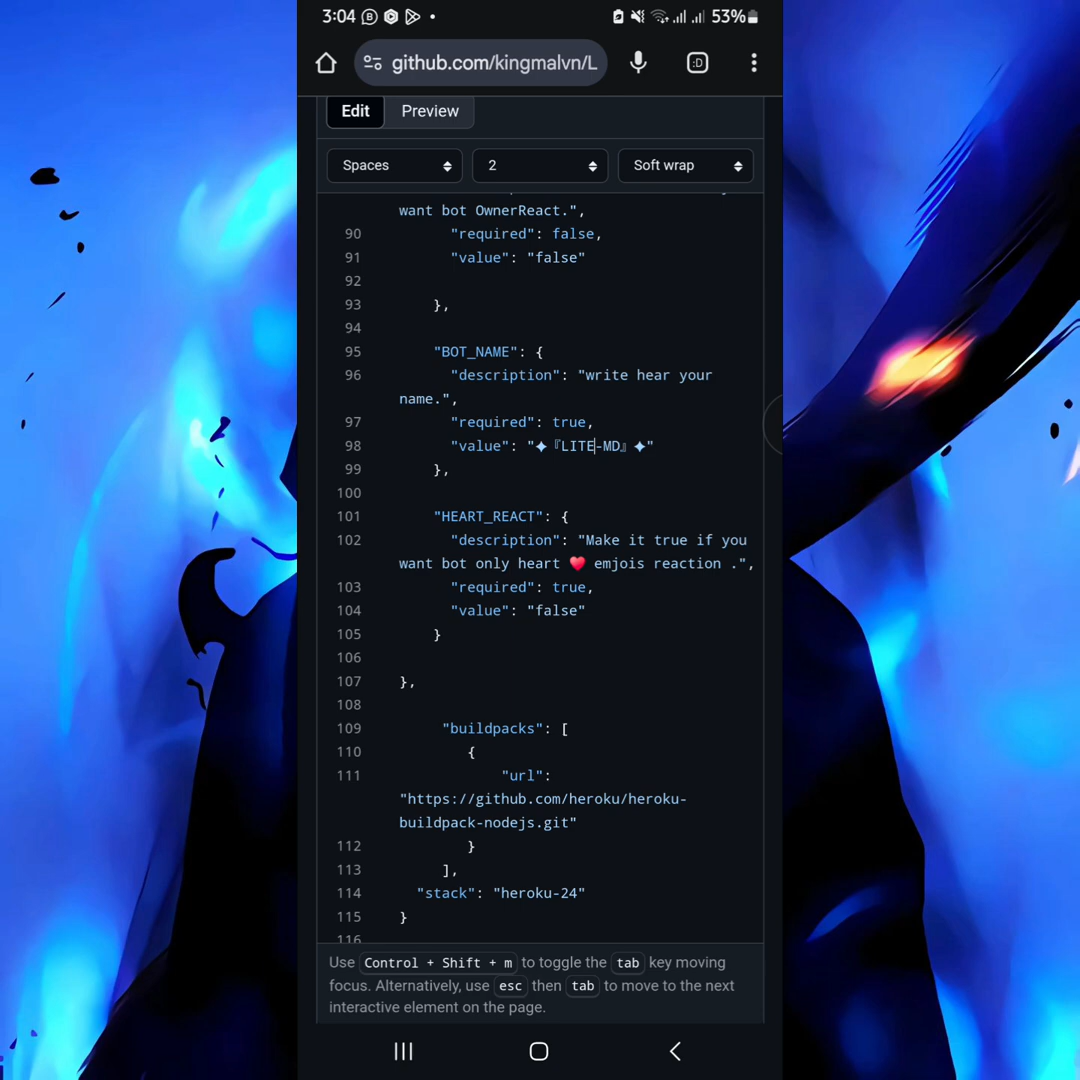 3:04 53%
github.com/kingmalvn/L :D
Edit Preview
Spaces 2 Soft wrap
want bot OwnerReact.",
90 "required": false,
91 "value": "false"
92
93 },
94
95 "BOT_NAME": {
96 "description": "write hear your
name.",
97 "required": true,
98 "value": "✦『LITE-MD』✦"
99 },
100
101 "HEART_REACT": {
102 "description": "Make it true if you
want bot only heart ❤️ emjois reaction .",
103 "required": true,
104 "value": "false"
105 }
106
107 },
108
109 "buildpacks": [
110 {
111 "url":
"https://github.com/heroku/heroku-
buildpack-nodejs.git"
112 }
113 ],
114 "stack": "heroku-24"
115 }
116
Use Control + Shift + m to toggle the tab key moving
focus. Alternatively, use esc then tab to move to the next
interactive element on the page.